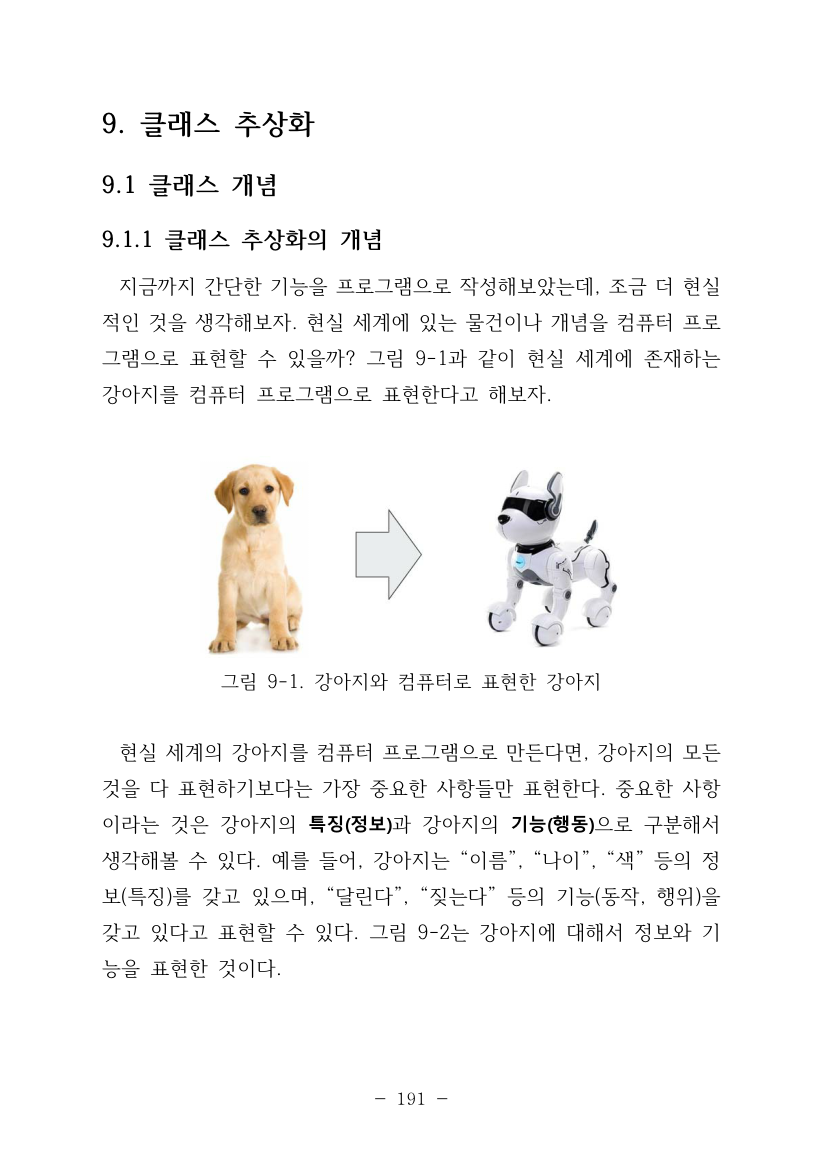 9. 클래스 추상화
9.1 클래스 개념
9.1.1 클래스 추상화의 개념
지금까지 간단한 기능을 프로그램으로 작성해보았는데, 조금 더 현실
적인 것을 생각해보자. 현실 세계에 있는 물건이나 개념을 컴퓨터 프로
그램으로 표현할 수 있을까? 그림 9-1과 같이 현실 세계에 존재하는
강아지를 컴퓨터 프로그램으로 표현한다고 해보자.
그림 9-1. 강아지와 컴퓨터로 표현한 강아지
현실 세계의 강아지를 컴퓨터 프로그램으로 만든다면, 강아지의 모든
것을 다 표현하기보다는 가장 중요한 사항들만 표현한다. 중요한 사항
이라는 것은 강아지의 특징(정보)과 강아지의 기능(행동)으로 구분해서
생각해볼 수 있다. 예를 들어, 강아지는 “이름”, “나이”, “색” 등의 정
보(특징)를 갖고 있으며, “달린다”, “짖는다” 등의 기능(동작, 행위)을
갖고 있다고 표현할 수 있다. 그림 9-2는 강아지에 대해서 정보와 기
능을 표현한 것이다.
- 191 -